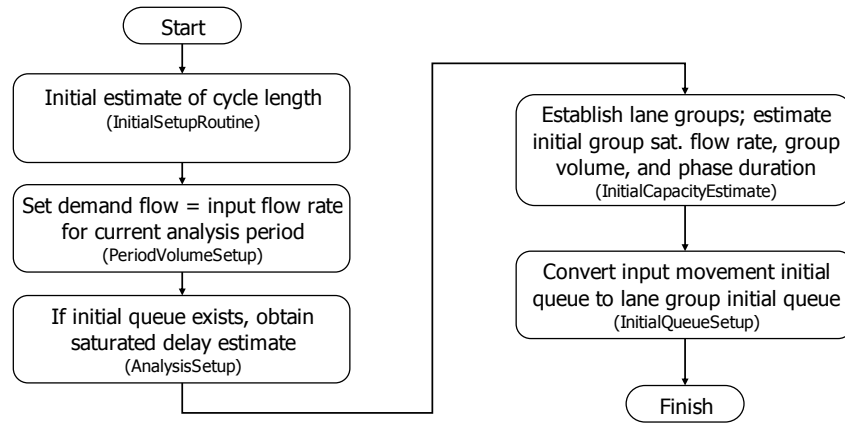 Start
Initial estimate of cycle length
(InitialSetupRoutine)
Set demand flow = input flow rate
for current analysis period
(PeriodVolumeSetup)
If initial queue exists, obtain
saturated delay estimate
(AnalysisSetup)
Establish lane groups; estimate
initial group sat. flow rate, group
volume, and phase duration
(InitialCapacityEstimate)
Convert input movement initial
queue to lane group initial queue
(InitialQueueSetup)
Finish